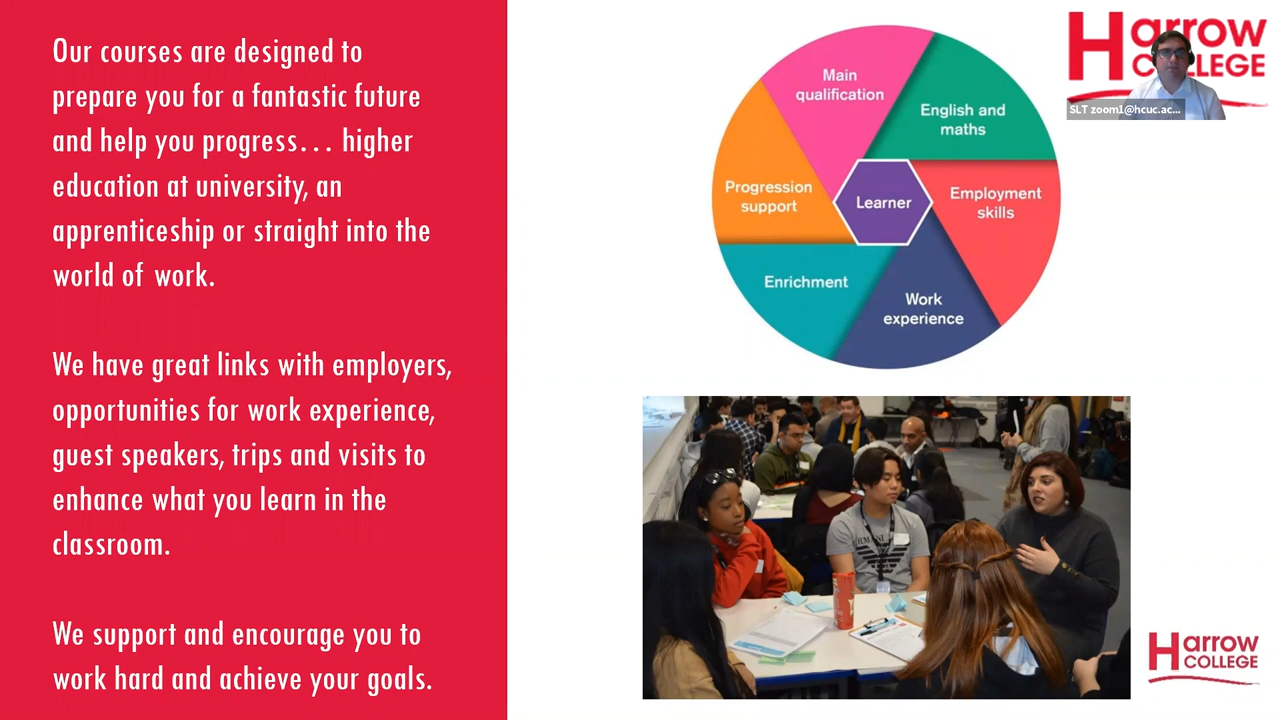 Our courses are designed to
prepare you for a fantastic future
and help you progress… higher
education at university, an
apprenticeship or straight into the
world of work.
We have great links with employers,
opportunities for work experience,
guest speakers, trips and visits to
enhance what you learn in the
classroom.
We support and encourage you to
work hard and achieve your goals.
Main
qualification
English and
maths
Progression
support
Learner
Employment
skills
Enrichment
Work
experience
Harrow
COLLEGE
SLT zoom1@hcuc.ac...
Harrow
COLLEGE